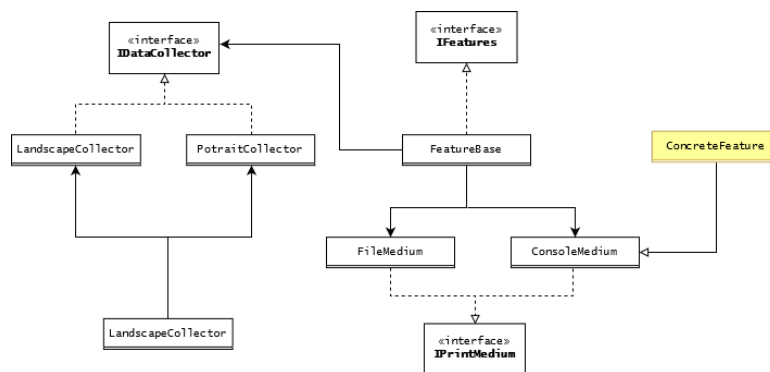 «interface»
IDataCollector
«interface»
IFeatures
LandscapeCollector
PotraitCollector
FeatureBase
ConcreteFeature
FileMedium
ConsoleMedium
LandscapeCollector
«interface»
IPrintMedium